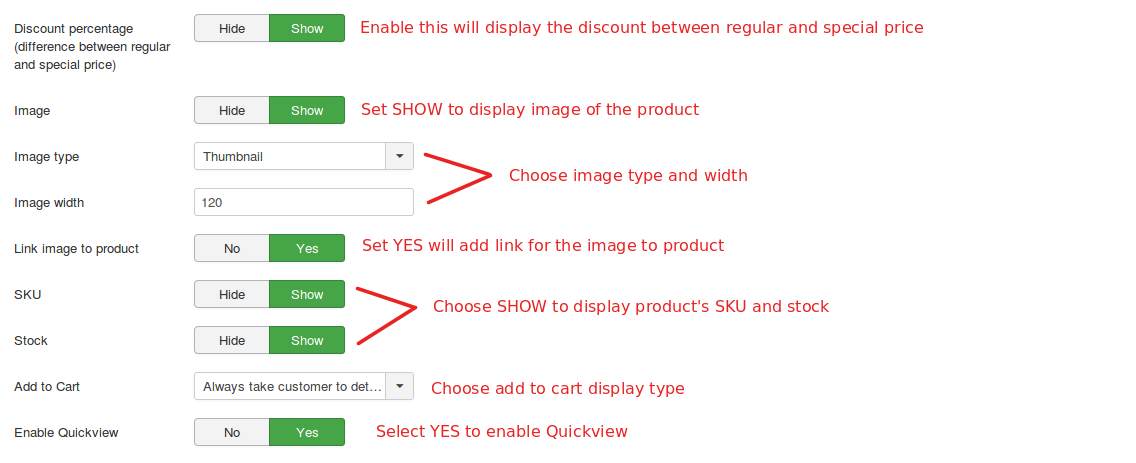 Discount percentage
(difference between regular
and special price)
Hide Show
Enable this will display the discount between regular and special price
Image
Hide Show
Set SHOW to display image of the product
Image type
Thumbnail
Choose image type and width
Image width
120
Link image to product
No Yes
Set YES will add link for the image to product
SKU
Hide Show
Choose SHOW to display product's SKU and stock
Stock
Hide Show
Add to Cart
Always take customer to det...
Choose add to cart display type
Enable Quickview
No Yes
Select YES to enable Quickview